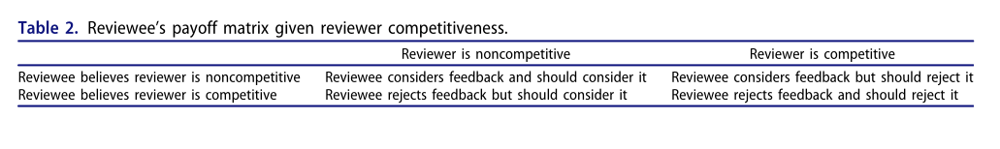 Table 2. Reviewee's payoff matrix given reviewer competitiveness.
Reviewer is noncompetitive Reviewer is competitive
Reviewee believes reviewer is noncompetitive Reviewee considers feedback and should consider it Reviewee considers feedback but should reject it
Reviewee believes reviewer is competitive Reviewee rejects feedback but should consider it Reviewee rejects feedback and should reject it